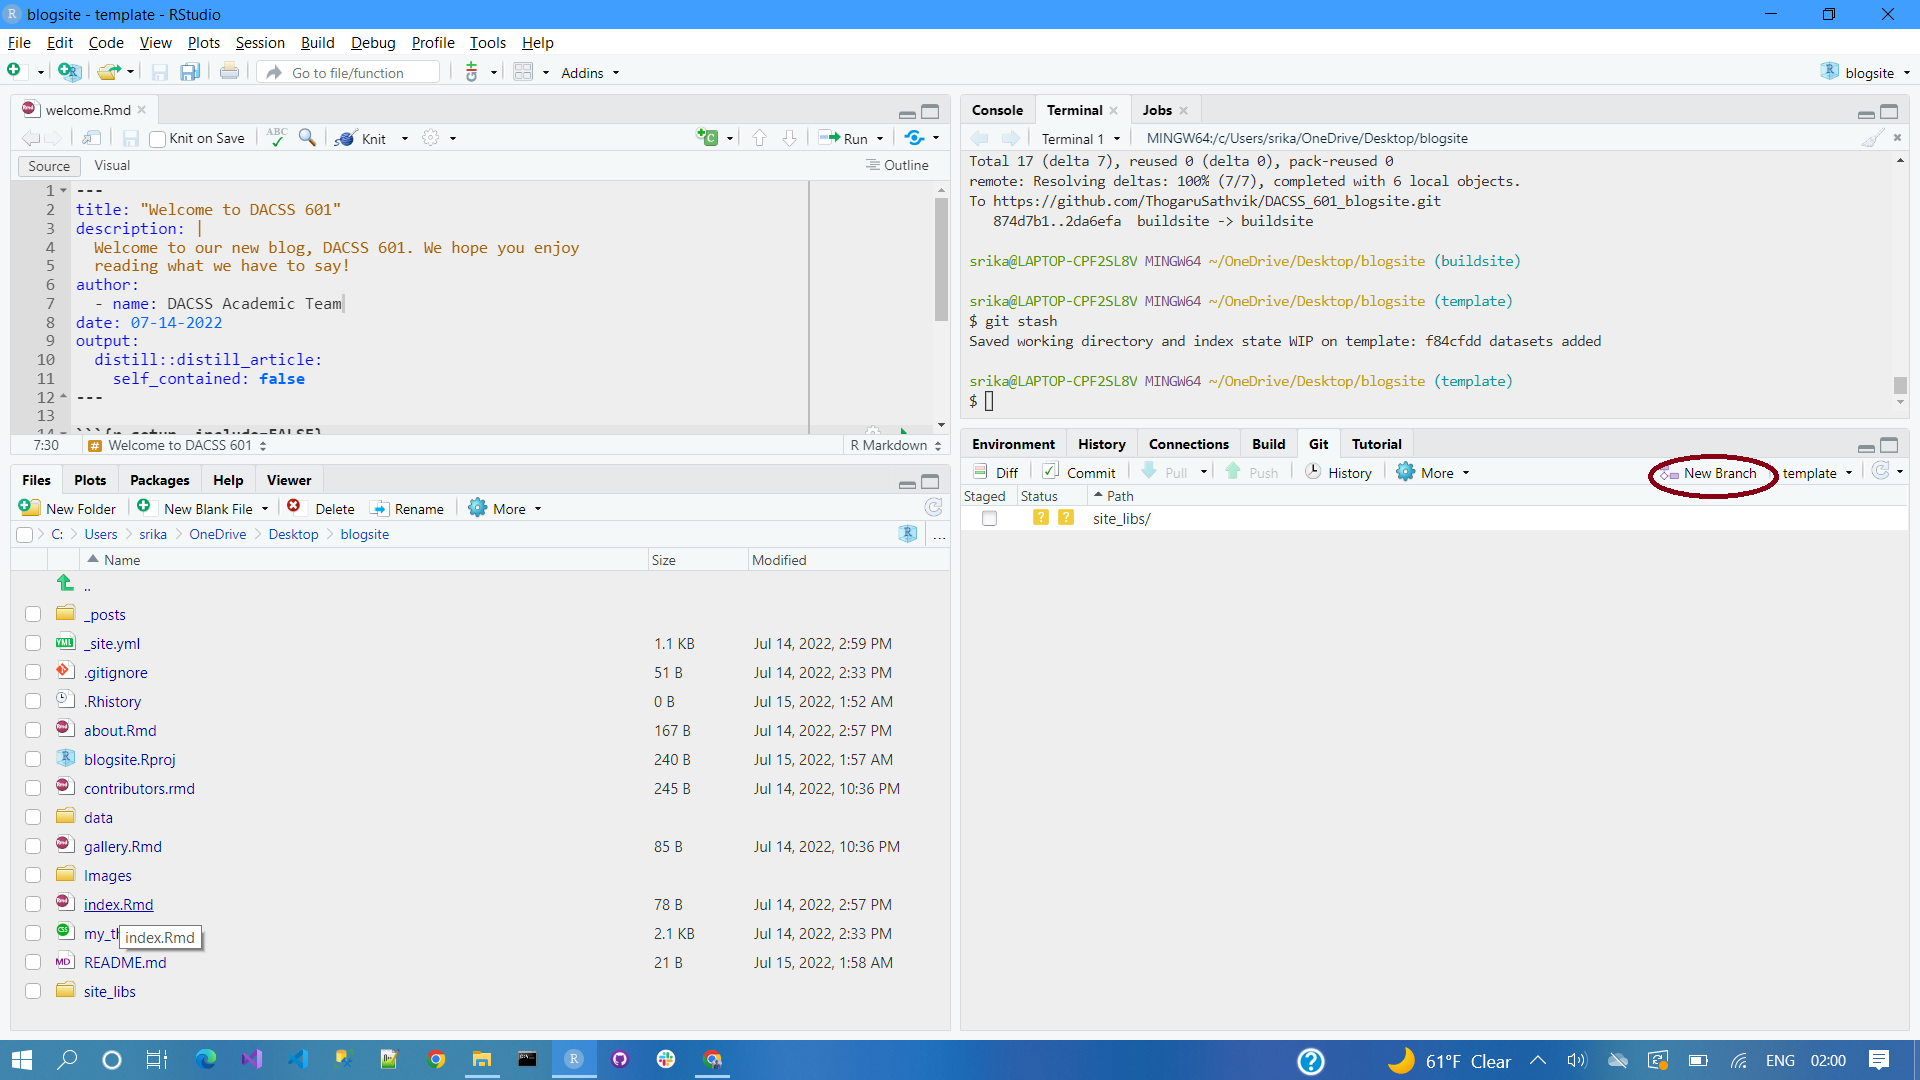 blogsite - template - RStudio
File Edit Code View Plots Session Build Debug Profile Tools Help
Go to file/function Addins blogsite
welcome.Rmd
Knit on Save ABC Knit Run
Source Visual Outline
1 ---
2 title: "Welcome to DACSS 601"
3 description: |
4 Welcome to our new blog, DACSS 601. We hope you enjoy
5 reading what we have to say!
6 author:
7 - name: DACSS Academic Team
8 date: 07-14-2022
9 output:
10 distill::distill_article:
11 self_contained: false
12 ---
13
14 ```{r setup, include=FALSE}
7:30 Welcome to DACSS 601 R Markdown
Files Plots Packages Help Viewer
New Folder New Blank File Delete Rename More
C: Users srika OneDrive Desktop blogsite ...
Name Size Modified
..
_posts
_site.yml 1.1 KB Jul 14, 2022, 2:59 PM
.gitignore 51 B Jul 14, 2022, 2:33 PM
.Rhistory 0 B Jul 15, 2022, 1:52 AM
about.Rmd 167 B Jul 14, 2022, 2:57 PM
blogsite.Rproj 240 B Jul 15, 2022, 1:57 AM
contributors.rmd 245 B Jul 14, 2022, 10:36 PM
data
gallery.Rmd 85 B Jul 14, 2022, 10:36 PM
Images
index.Rmd 78 B Jul 14, 2022, 2:57 PM
my_th 2.1 KB Jul 14, 2022, 2:33 PM
index.Rmd
README.md 21 B Jul 15, 2022, 1:58 AM
site_libs
Console Terminal Jobs
Terminal 1 MINGW64:/c/Users/srika/OneDrive/Desktop/blogsite
Total 17 (delta 7), reused 0 (delta 0), pack-reused 0
remote: Resolving deltas: 100% (7/7), completed with 6 local objects.
To https://github.com/ThogaruSathvik/DACSS_601_blogsite.git
874d7b1..2da6efa buildsite -> buildsite
srika@LAPTOP-CPF2SL8V MINGW64 ~/OneDrive/Desktop/blogsite (buildsite)
srika@LAPTOP-CPF2SL8V MINGW64 ~/OneDrive/Desktop/blogsite (template)
$ git stash
Saved working directory and index state WIP on template: f84cfdd datasets added
srika@LAPTOP-CPF2SL8V MINGW64 ~/OneDrive/Desktop/blogsite (template)
$
Environment History Connections Build Git Tutorial
Diff Commit Pull Push History More New Branch template
Staged Status Path
? ? site_libs/
61°F Clear ENG 02:00